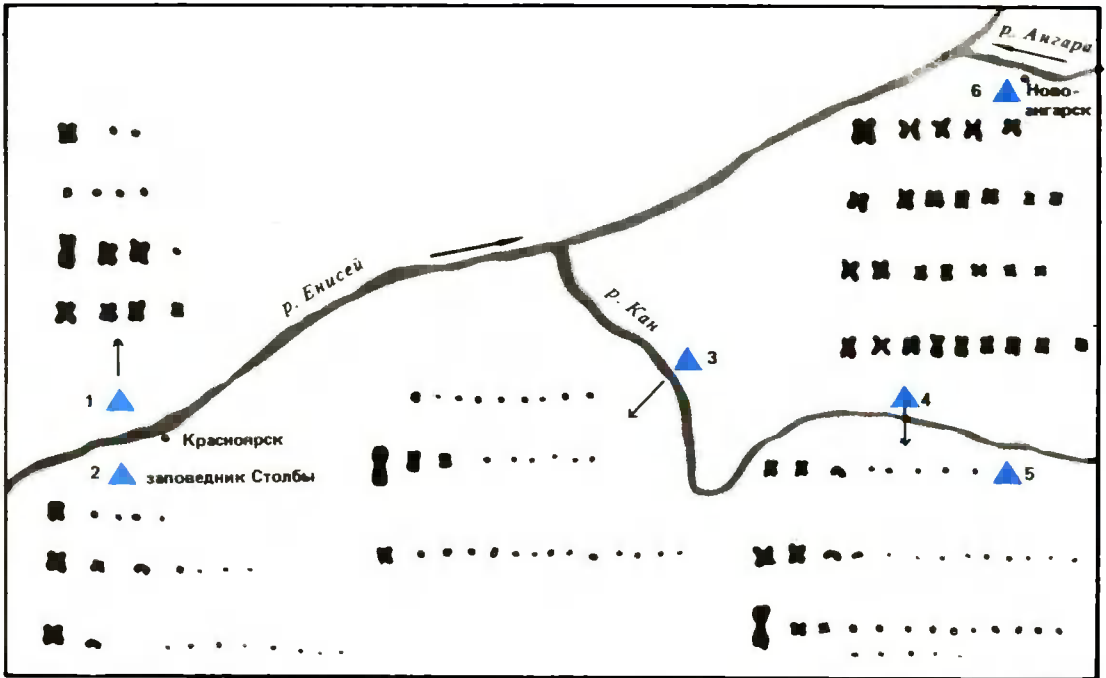 р. Ангара
6 Ново-
ангарск
р. Енисей
р. Кан
3
1
4
Красноярск
2 заповедник Столбы
5